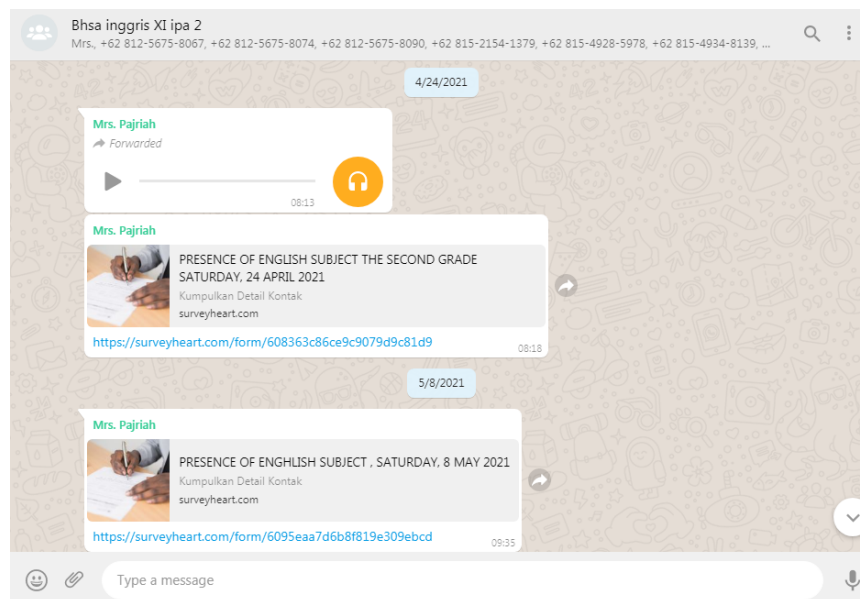 Bhsa inggris XI ipa 2
Mrs., +62 812-5675-8067, +62 812-5675-8074, +62 812-5675-8090, +62 815-2154-1379, +62 815-4928-5978, +62 815-4934-8139, ...
4/24/2021
Mrs. Pajriah
Forwarded
08:13
Mrs. Pajriah
PRESENCE OF ENGLISH SUBJECT THE SECOND GRADE
SATURDAY, 24 APRIL 2021
Kumpulkan Detail Kontak
surveyheart.com
https://surveyheart.com/form/608363c86ce9c9079d9c81d9
08:18
5/8/2021
Mrs. Pajriah
PRESENCE OF ENGHLISH SUBJECT , SATURDAY, 8 MAY 2021
Kumpulkan Detail Kontak
surveyheart.com
https://surveyheart.com/form/6095eaa7d6b8f819e309ebcd
09:35
Type a message